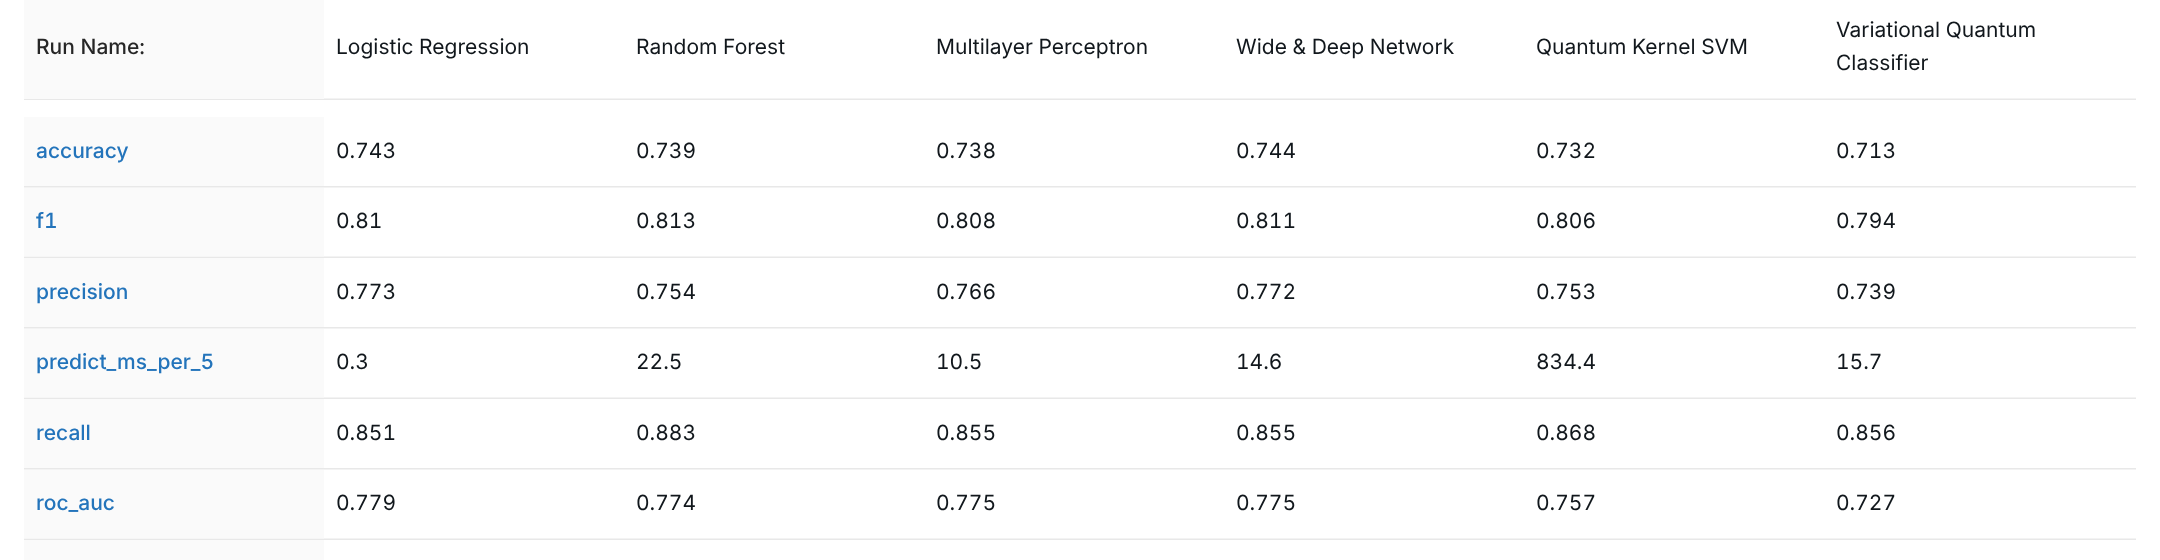 Run Name: Logistic Regression Random Forest Multilayer Perceptron Wide & Deep Network Quantum Kernel SVM Variational Quantum Classifier
accuracy 0.743 0.739 0.738 0.744 0.732 0.713
f1 0.81 0.813 0.808 0.811 0.806 0.794
precision 0.773 0.754 0.766 0.772 0.753 0.739
predict_ms_per_5 0.3 22.5 10.5 14.6 834.4 15.7
recall 0.851 0.883 0.855 0.855 0.868 0.856
roc_auc 0.779 0.774 0.775 0.775 0.757 0.727